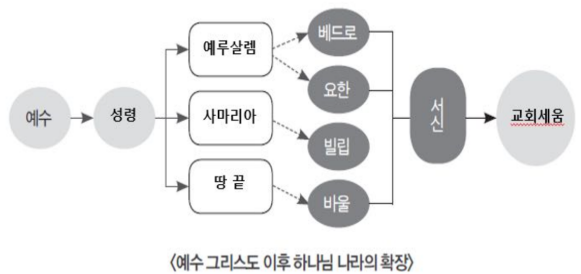 예수
성령
예루살렘
사마리아
땅 끝
베드로
요한
빌립
바울
서신
교회세움
<예수 그리스도 이후 하나님 나라의 확장>